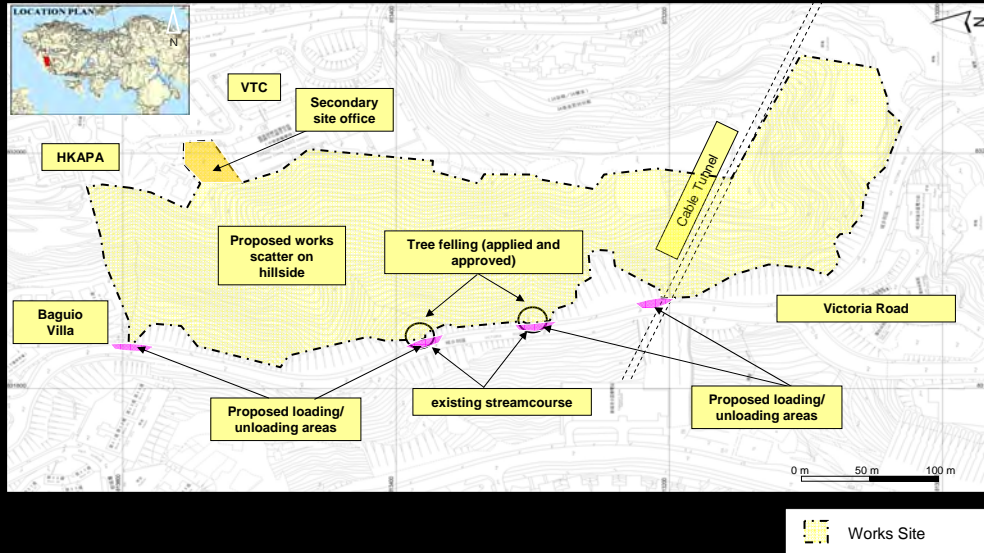 LOCATION PLAN
N
N
VTC
Secondary
site office
HKAPA
Cable Tunnel
Proposed works
scatter on
hillside
Tree felling (applied and
approved)
Baguio
Villa
Victoria Road
Proposed loading/
unloading areas
existing streamcourse
Proposed loading/
unloading areas
0 m 50 m 100 m
Works Site